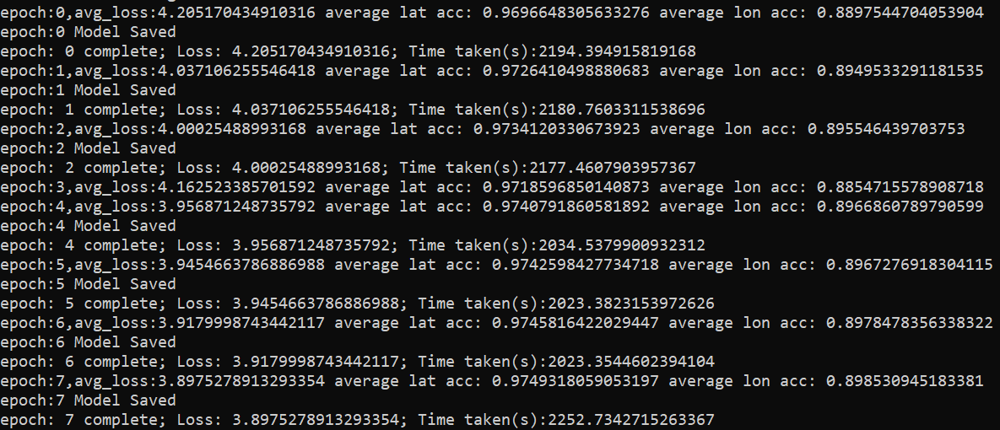 epoch:0,avg_loss:4.205170434910316 average lat acc: 0.9696648305633276 average lon acc: 0.8897544704053904
epoch:0 Model Saved
epoch: 0 complete; Loss: 4.205170434910316; Time taken(s):2194.394915819168
epoch:1,avg_loss:4.037106255546418 average lat acc: 0.9726410498880683 average lon acc: 0.8949533291181535
epoch:1 Model Saved
epoch: 1 complete; Loss: 4.037106255546418; Time taken(s):2180.7603311538696
epoch:2,avg_loss:4.00025488993168 average lat acc: 0.9734120330673923 average lon acc: 0.895546439703753
epoch:2 Model Saved
epoch: 2 complete; Loss: 4.00025488993168; Time taken(s):2177.4607903957367
epoch:3,avg_loss:4.162523385701592 average lat acc: 0.9718596850140873 average lon acc: 0.8854715578908718
epoch:4,avg_loss:3.956871248735792 average lat acc: 0.9740791860581892 average lon acc: 0.8966860789790599
epoch:4 Model Saved
epoch: 4 complete; Loss: 3.956871248735792; Time taken(s):2034.5379900932312
epoch:5,avg_loss:3.9454663786886988 average lat acc: 0.9742598427734718 average lon acc: 0.8967276918304115
epoch:5 Model Saved
epoch: 5 complete; Loss: 3.9454663786886988; Time taken(s):2023.3823153972626
epoch:6,avg_loss:3.9179998743442117 average lat acc: 0.9745816422029447 average lon acc: 0.8978478356338322
epoch:6 Model Saved
epoch: 6 complete; Loss: 3.9179998743442117; Time taken(s):2023.3544602394104
epoch:7,avg_loss:3.8975278913293354 average lat acc: 0.9749318059053197 average lon acc: 0.898530945183381
epoch:7 Model Saved
epoch: 7 complete; Loss: 3.8975278913293354; Time taken(s):2252.7342715263367